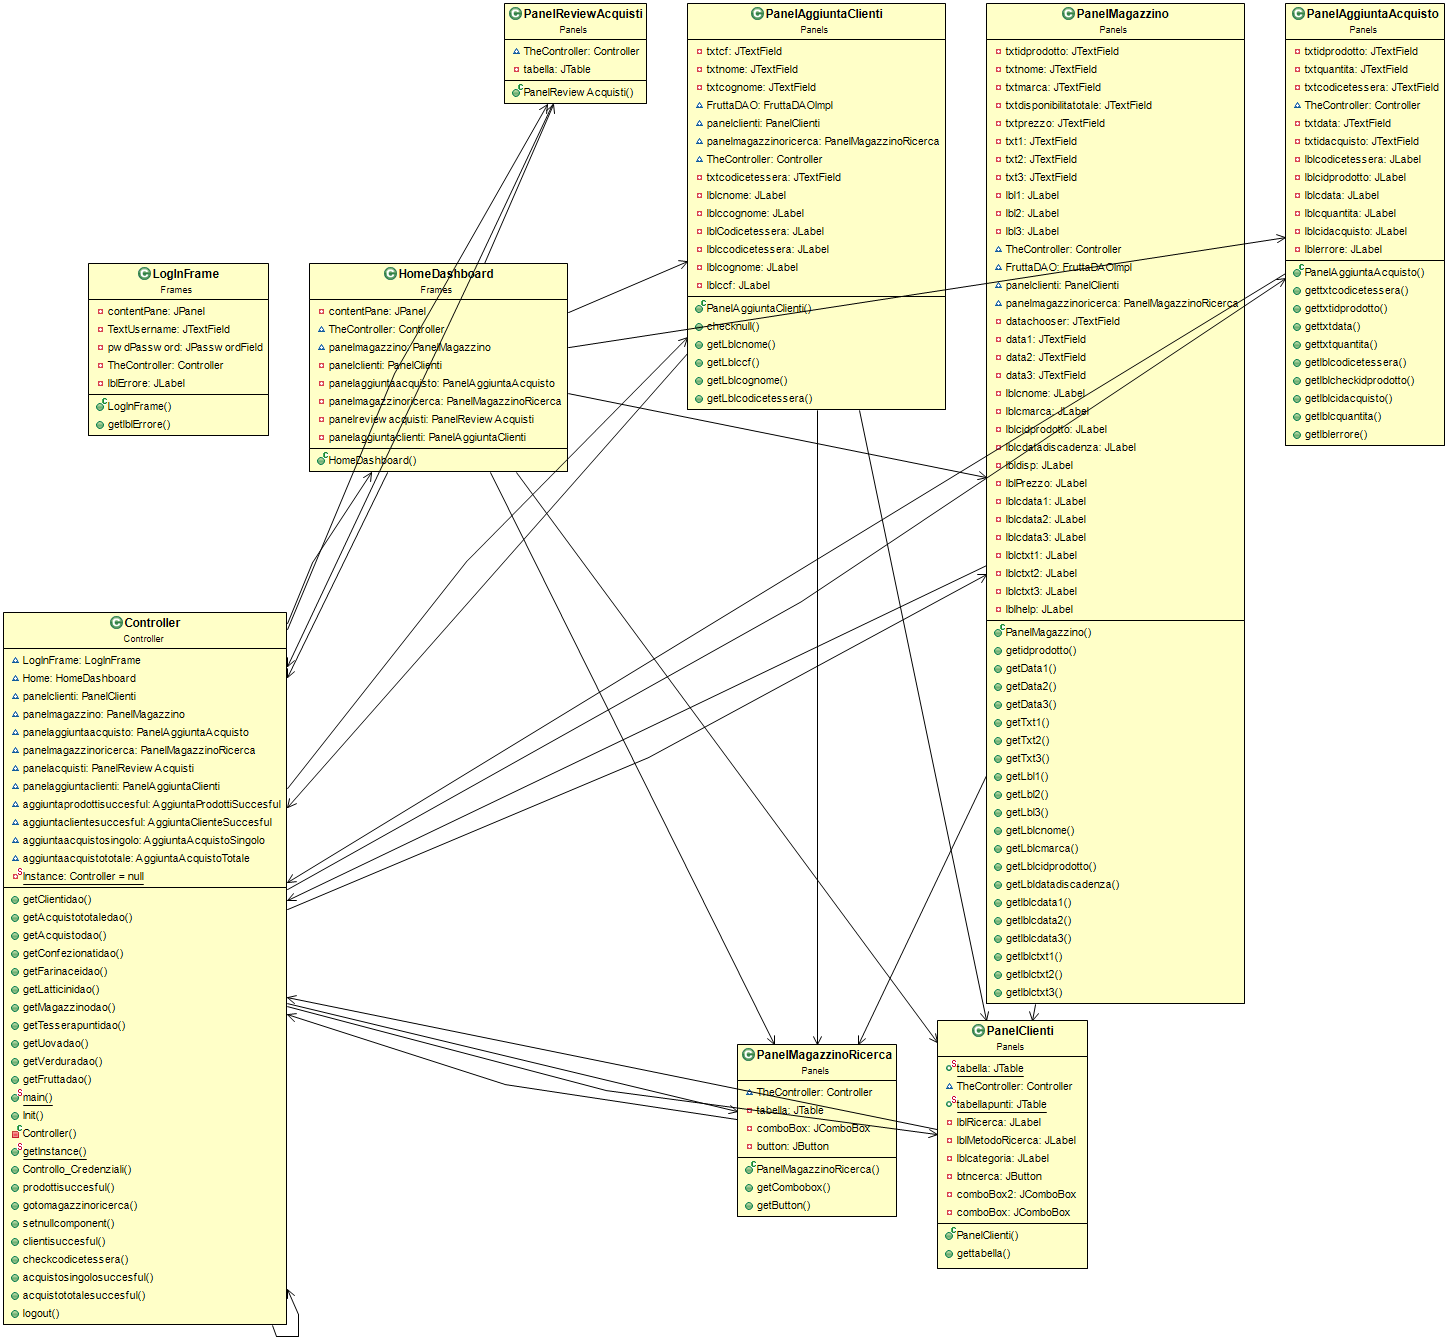 PanelReviewAcquisti
Panels
TheController: Controller
tabella: JTable
PanelReviewAcquisti()
PanelAggiuntaClienti
Panels
txtcf: JTextField
txtnome: JTextField
txtcognome: JTextField
FruttaDAO: FruttaDAOImpl
panelclienti: PanelClienti
panelmagazzinoricerca: PanelMagazzinoRicerca
TheController: Controller
txtcodicetessera: JTextField
lblcnome: JLabel
lblccognome: JLabel
lblCodicetessera: JLabel
lblccodicetessera: JLabel
lblcognome: JLabel
lblccf: JLabel
PanelAggiuntaClienti()
checknull()
getLblcnome()
getLblccf()
getLblcognome()
getLblcodicetessera()
PanelMagazzino
Panels
txtidprodotto: JTextField
txtnome: JTextField
txtmarca: JTextField
txtdisponibilitatotale: JTextField
txtprezzo: JTextField
txt1: JTextField
txt2: JTextField
txt3: JTextField
lbl1: JLabel
lbl2: JLabel
lbl3: JLabel
TheController: Controller
FruttaDAO: FruttaDAOImpl
panelclienti: PanelClienti
panelmagazzinoricerca: PanelMagazzinoRicerca
datachooser: JTextField
data1: JTextField
data2: JTextField
data3: JTextField
lblcnome: JLabel
lblcmarca: JLabel
lblcidprodotto: JLabel
lblcdatadiscadenza: JLabel
lbldisp: JLabel
lblPrezzo: JLabel
lblcdata1: JLabel
lblcdata2: JLabel
lblcdata3: JLabel
lblctxt1: JLabel
lblctxt2: JLabel
lblctxt3: JLabel
lblhelp: JLabel
PanelMagazzino()
getidprodotto()
getData1()
getData2()
getData3()
getTxt1()
getTxt2()
getTxt3()
getLbl1()
getLbl2()
getLbl3()
getLblcnome()
getLblcmarca()
getLblcidprodotto()
getLbldatadiscadenza()
getlblcdata1()
getlblcdata2()
getlblcdata3()
getlblctxt1()
getlblctxt2()
getlblctxt3()
PanelAggiuntaAcquisto
Panels
txtidprodotto: JTextField
txtquantita: JTextField
txtcodicetessera: JTextField
TheController: Controller
txtdata: JTextField
txtidacquisto: JTextField
lblcodicetessera: JLabel
lblcidprodotto: JLabel
lblcdata: JLabel
lblcquantita: JLabel
lblcidacquisto: JLabel
lblerrore: JLabel
PanelAggiuntaAcquisto()
gettxtcodicetessera()
gettxtidprodotto()
gettxtdata()
gettxtquantita()
getlblcodicetessera()
getlblcheckidprodotto()
getlblcidacquisto()
getlblcquantita()
getlblerrore()
LogInFrame
Frames
contentPane: JPanel
TextUsername: JTextField
pwdPassword: JPasswordField
TheController: Controller
lblErrore: JLabel
LogInFrame()
getlblErrore()
HomeDashboard
Frames
contentPane: JPanel
TheController: Controller
panelmagazzino: PanelMagazzino
panelclienti: PanelClienti
panelaggiuntaacquisto: PanelAggiuntaAcquisto
panelmagazzinoricerca: PanelMagazzinoRicerca
panelreviewacquisti: PanelReviewAcquisti
panelaggiuntaclienti: PanelAggiuntaClienti
HomeDashboard()
Controller
Controller
LogInFrame: LogInFrame
Home: HomeDashboard
panelclienti: PanelClienti
panelmagazzino: PanelMagazzino
panelaggiuntaacquisto: PanelAggiuntaAcquisto
panelmagazzinoricerca: PanelMagazzinoRicerca
panelacquisti: PanelReviewAcquisti
panelaggiuntaclienti: PanelAggiuntaClienti
aggiuntaprodottisuccesful: AggiuntaProdottiSuccesful
aggiuntaclientesuccesful: AggiuntaClienteSuccesful
aggiuntaacquistosingolo: AggiuntaAcquistoSingolo
aggiuntaacquistototale: AggiuntaAcquistoTotale
Instance: Controller = null
getClientidao()
getAcquistototaledao()
getAcquistodao()
getConfezionatidao()
getFarinaceidao()
getLatticinidao()
getMagazzinodao()
getTesserapuntidao()
getUovadao()
getVerduradao()
getFruttadao()
main()
Init()
Controller()
getInstance()
Controllo_Credenziali()
prodottisuccesful()
gotomagazzinoricerca()
setnullcomponent()
clientisuccesful()
checkcodicetessera()
acquistosingolosuccesful()
acquistototalesuccesful()
logout()
PanelMagazzinoRicerca
Panels
TheController: Controller
tabella: JTable
comboBox: JComboBox
button: JButton
PanelMagazzinoRicerca()
getCombobox()
getButton()
PanelClienti
Panels
tabella: JTable
TheController: Controller
tabellapunti: JTable
lblRicerca: JLabel
lblMetodoRicerca: JLabel
lblcategoria: JLabel
btncerca: JButton
comboBox2: JComboBox
comboBox: JComboBox
PanelClienti()
gettabella()